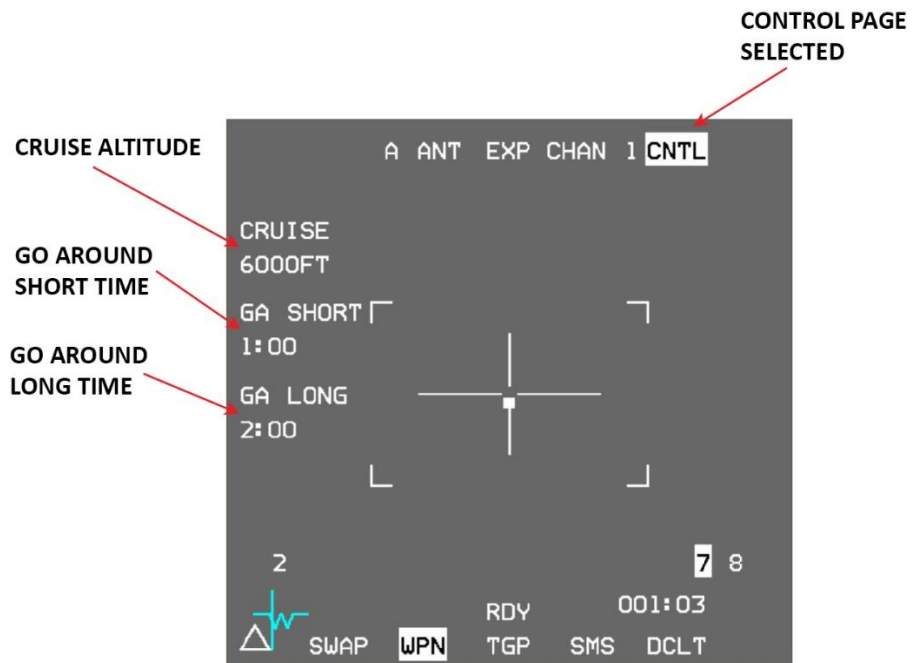 CONTROL PAGE
SELECTED
CRUISE ALTITUDE
GO AROUND
SHORT TIME
GO AROUND
LONG TIME
A ANT EXP CHAN 1 CNTL
CRUISE
6000FT
GA SHORT
1:00
GA LONG
2:00
2 7 8
RDY 001:03
SWAP WPN TGP SMS DCLT